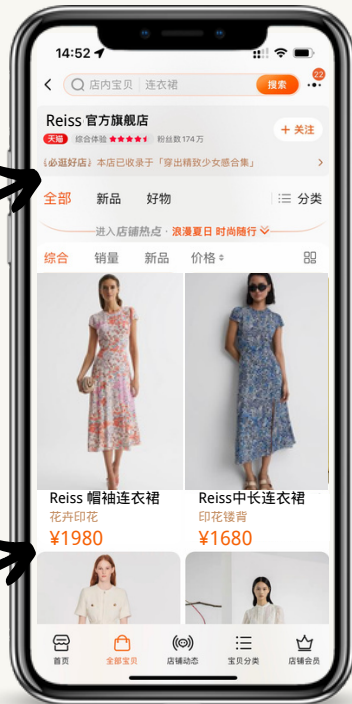 14:52
店内宝贝 | 连衣裙
搜索
22
Reiss 官方旗舰店
天猫 综合体验 粉丝数174万
+ 关注
《必逛好店》本店已收录于「穿出精致少女感合集」
全部 新品 好物 分类
进入店铺热点 · 浪漫夏日 时尚随行
综合 销量 新品 价格
Reiss 帽袖连衣裙
花卉印花
¥1980
Reiss中长连衣裙
印花镂背
¥1680
首页 全部宝贝 店铺动态 宝贝分类 店铺会员